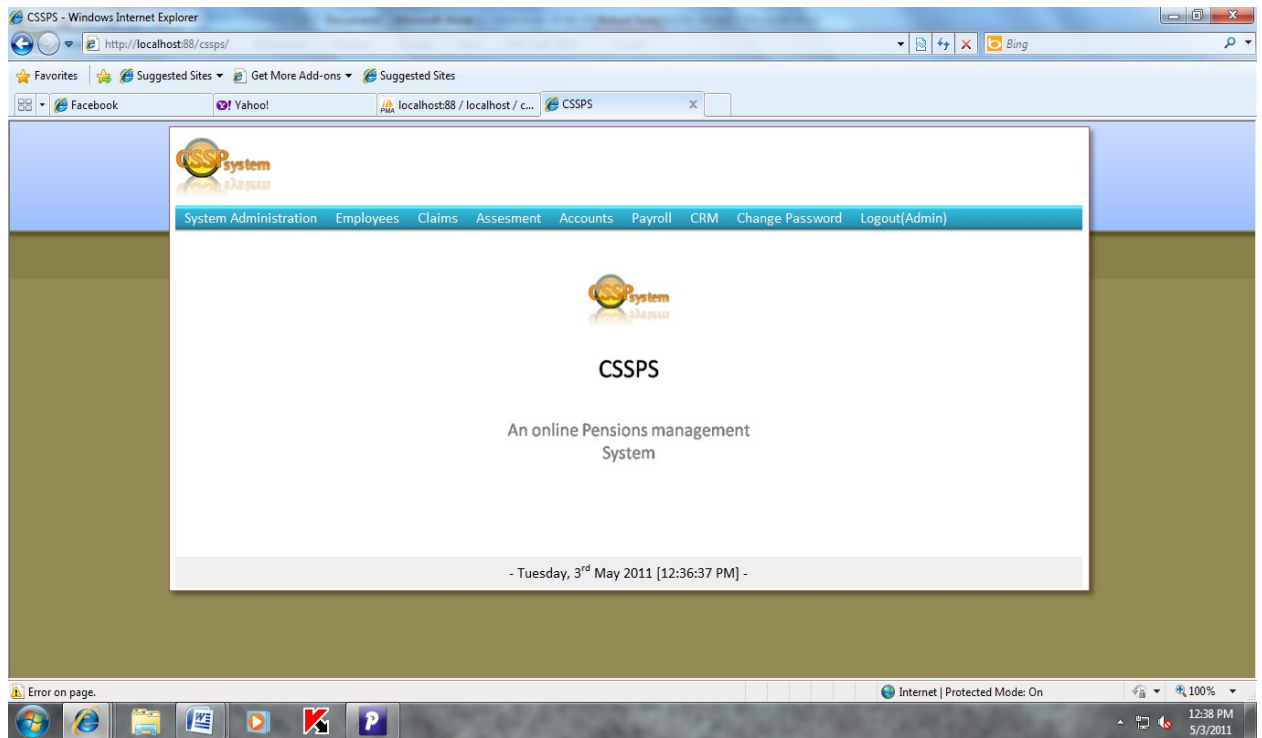 CSSPS - Windows Internet Explorer
http://localhost:88/cssps/
Bing
Favorites Suggested Sites Get More Add-ons Suggested Sites
Facebook Yahoo! localhost:88 / localhost / c... CSSPS
CSSPsystem
System Administration Employees Claims Assesment Accounts Payroll CRM Change Password Logout(Admin)
CSSPsystem
CSSPS
An online Pensions management
System
- Tuesday, 3rd May 2011 [12:36:37 PM] -
Error on page. Internet | Protected Mode: On 100%
12:38 PM
5/3/2011